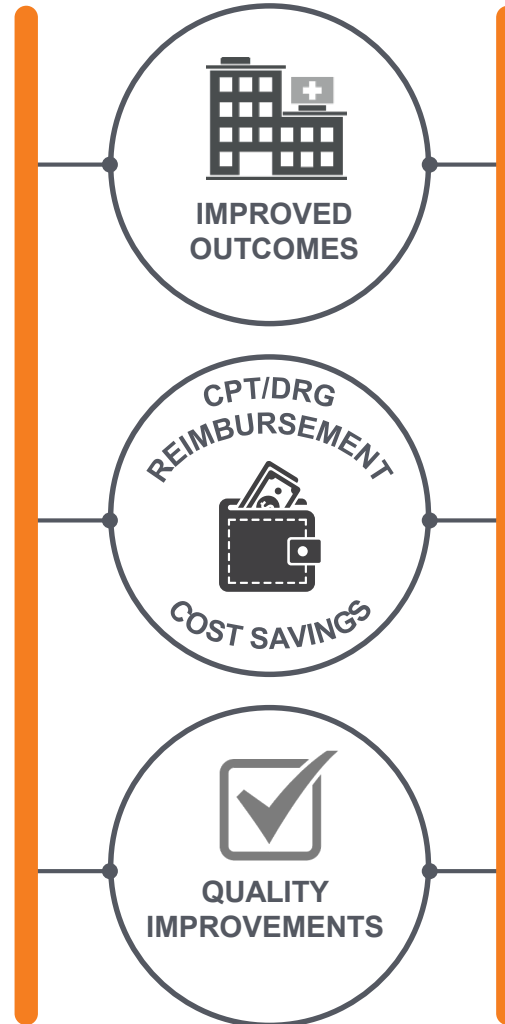 IMPROVED
OUTCOMES
CPT/DRG
REIMBURSEMENT
COST SAVINGS
QUALITY
IMPROVEMENTS